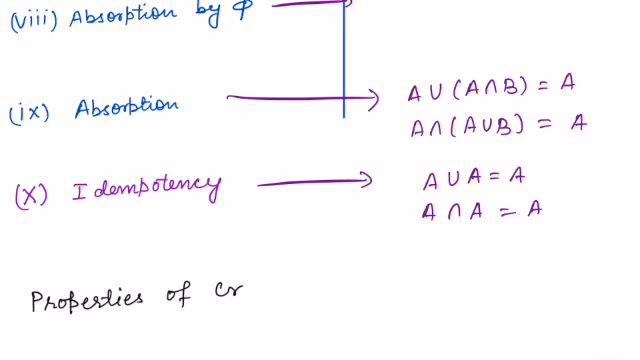 (viii) Absorption by φ
(ix) Absorption A ∪ (A ∩ B) = A
A ∩ (A ∪ B) = A
(X) Idempotency A ∪ A = A
A ∩ A = A
Properties of cr